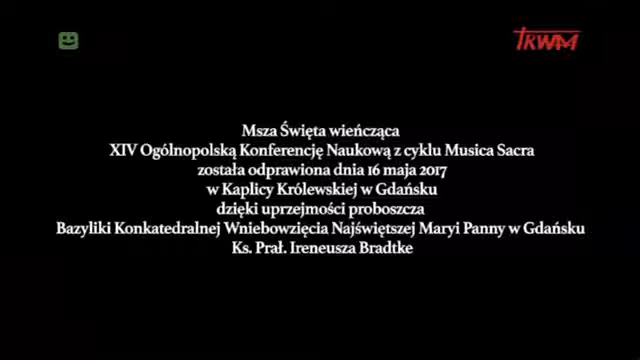 TRWM
Msza Święta wieńcząca
XIV Ogólnopolską Konferencję Naukową z cyklu Musica Sacra
została odprawiona dnia 16 maja 2017
w Kaplicy Królewskiej w Gdańsku
dzięki uprzejmości proboszcza
Bazyliki Konkatedralnej Wniebowzięcia Najświętszej Maryi Panny w Gdańsku
Ks. Prał. Ireneusza Bradtke